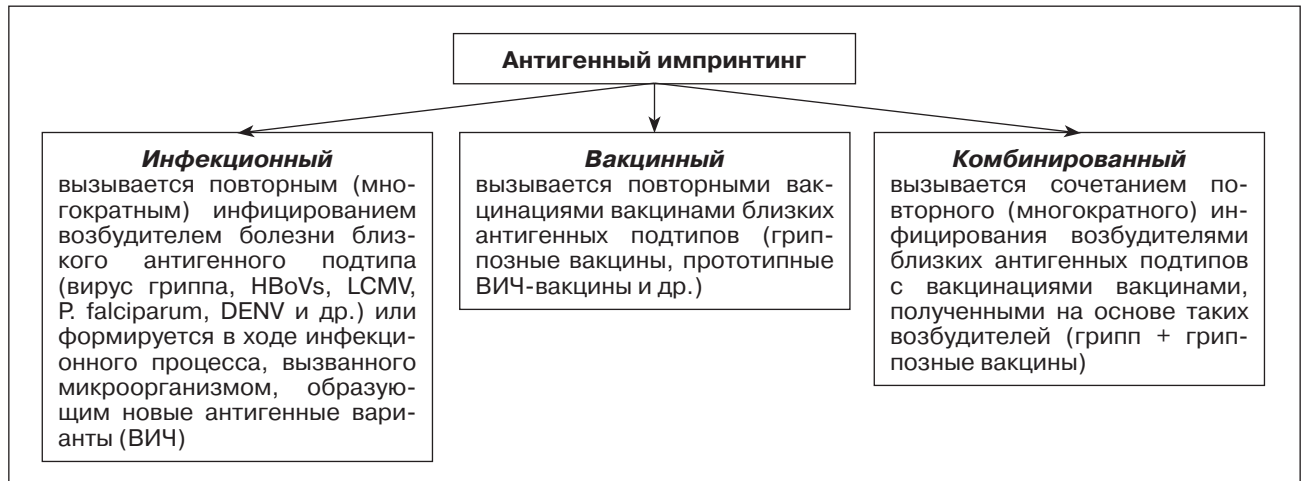 Антигенный импринтинг
Инфекционный
вызывается повторным (мно-
гократным) инфицированием
возбудителем болезни близ-
кого антигенного подтипа
(вирус гриппа, HBoVs, LCMV,
P. falciparum, DENV и др.) или
формируется в ходе инфекци-
онного процесса, вызванного
микроорганизмом, образую-
щим новые антигенные вари-
анты (ВИЧ)
Вакцинный
вызывается повторными вак-
цинациями вакцинами близких
антигенных подтипов (грип-
позные вакцины, прототипные
ВИЧ-вакцины и др.)
Комбинированный
вызывается сочетанием по-
вторного (многократного) ин-
фицирования возбудителями
близких антигенных подтипов
с вакцинациями вакцинами,
полученными на основе таких
возбудителей (грипп + грип-
позные вакцины)